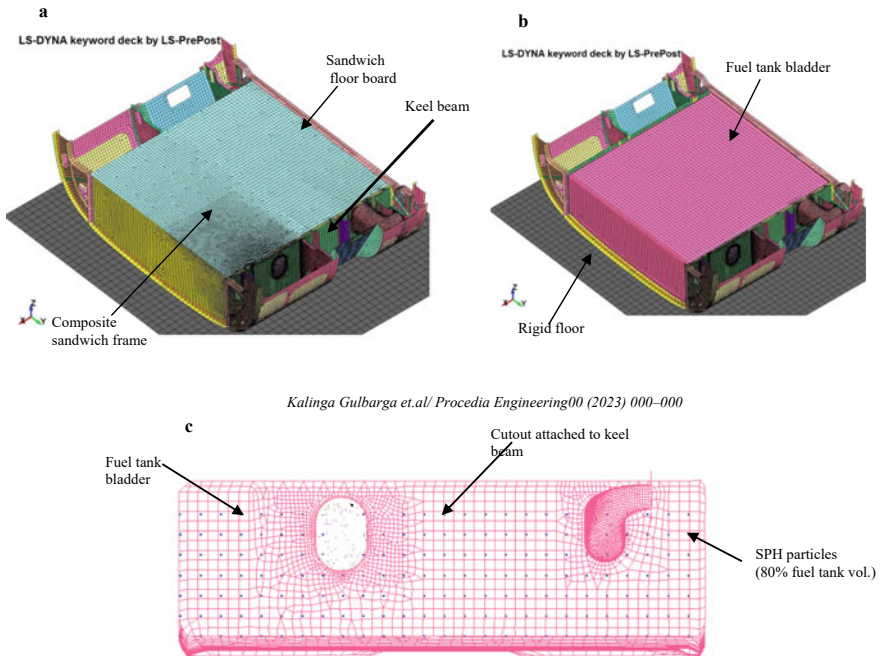 a
LS-DYNA keyword deck by LS-PrePost
Sandwich
floor board
Keel beam
Composite
sandwich frame
Z
X
Y
b
LS-DYNA keyword deck by LS-PrePost
Fuel tank bladder
Rigid floor
Z
X
Y
Kalinga Gulbarga et.al/ Procedia Engineering00 (2023) 000–000
c
Fuel tank
bladder
Cutout attached to keel
beam
SPH particles
(80% fuel tank vol.)